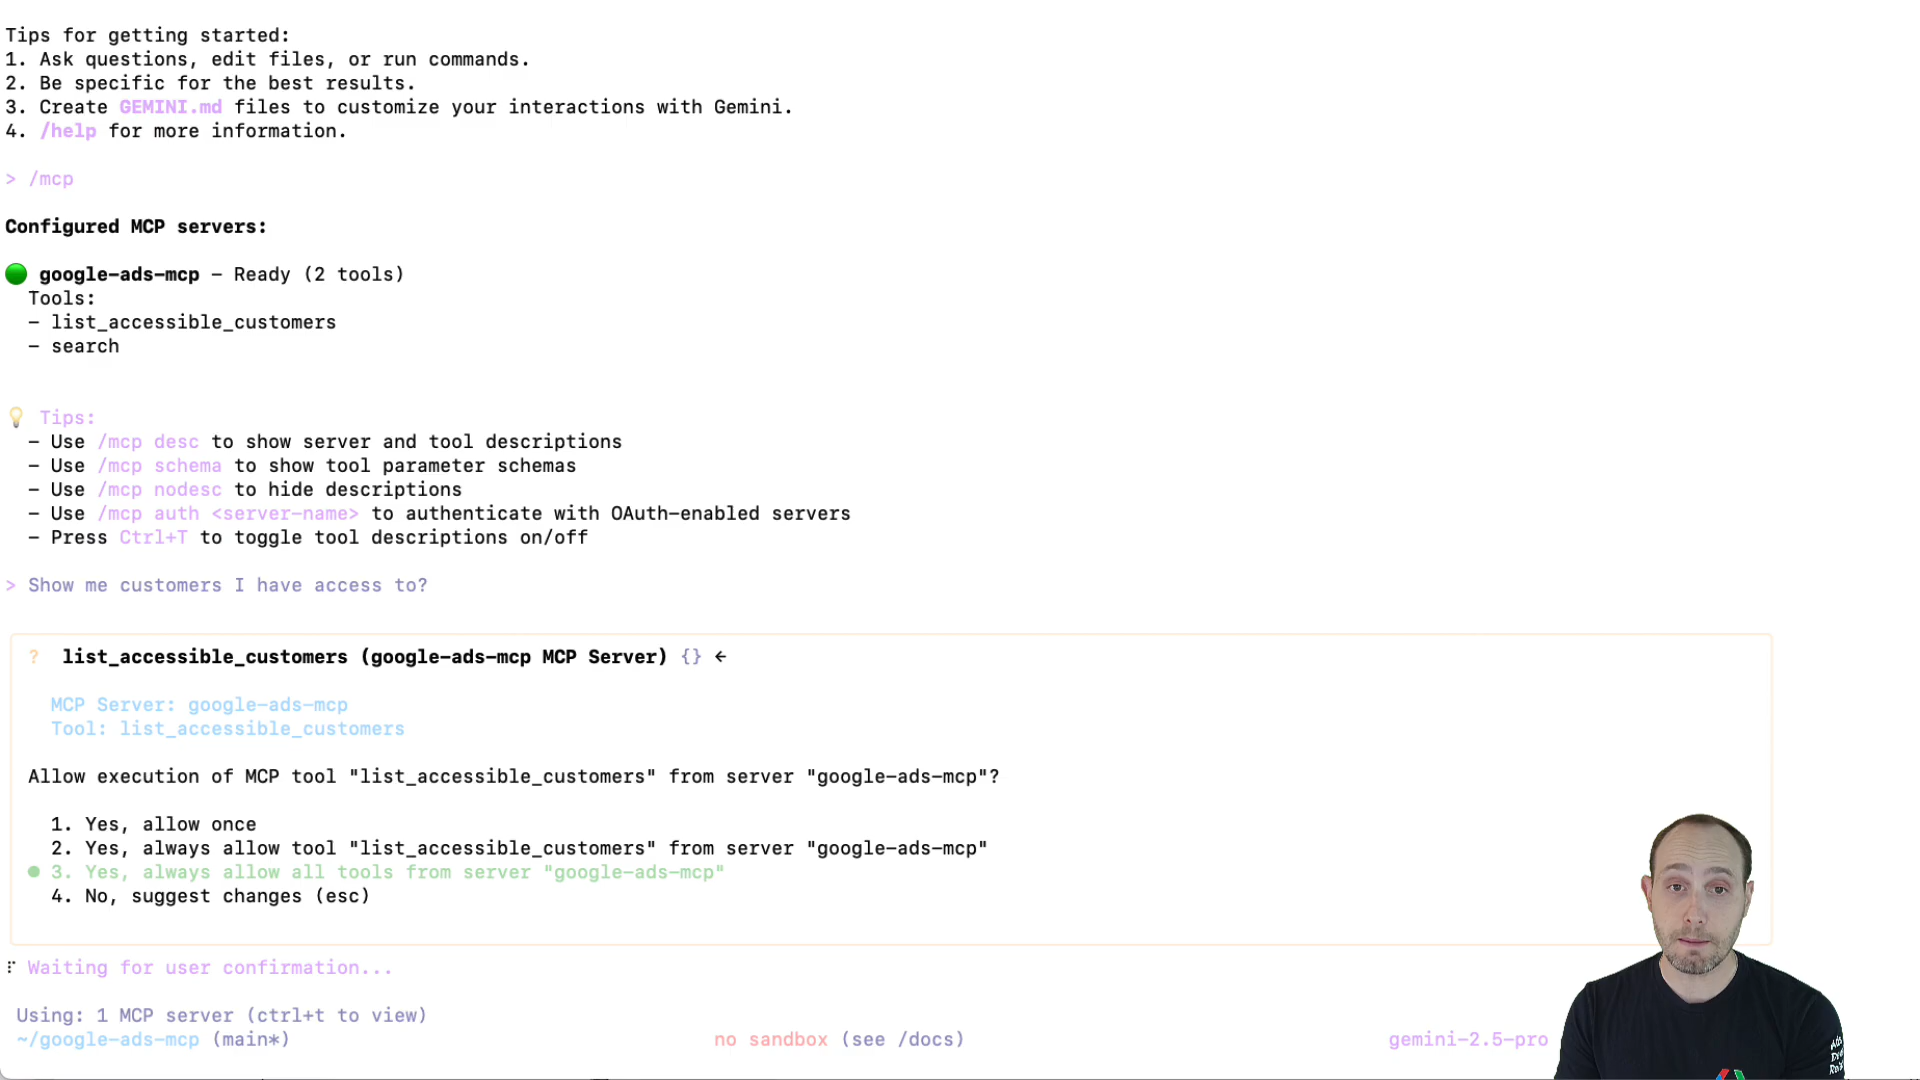 Tips for getting started:
1. Ask questions, edit files, or run commands.
2. Be specific for the best results.
3. Create GEMINI.md files to customize your interactions with Gemini.
4. /help for more information.
> /mcp
Configured MCP servers:
google-ads-mcp - Ready (2 tools)
Tools:
- list_accessible_customers
- search
Tips:
- Use /mcp desc to show server and tool descriptions
- Use /mcp schema to show tool parameter schemas
- Use /mcp nodesc to hide descriptions
- Use /mcp auth <server-name> to authenticate with OAuth-enabled servers
- Press Ctrl+T to toggle tool descriptions on/off
> Show me customers I have access to?
? list_accessible_customers (google-ads-mcp MCP Server) {} ←
MCP Server: google-ads-mcp
Tool: list_accessible_customers
Allow execution of MCP tool "list_accessible_customers" from server "google-ads-mcp"?
1. Yes, allow once
2. Yes, always allow tool "list_accessible_customers" from server "google-ads-mcp"
● 3. Yes, always allow all tools from server "google-ads-mcp"
4. No, suggest changes (esc)
Waiting for user confirmation...
Using: 1 MCP server (ctrl+t to view)
~/google-ads-mcp (main*) no sandbox (see /docs) gemini-2.5-pro